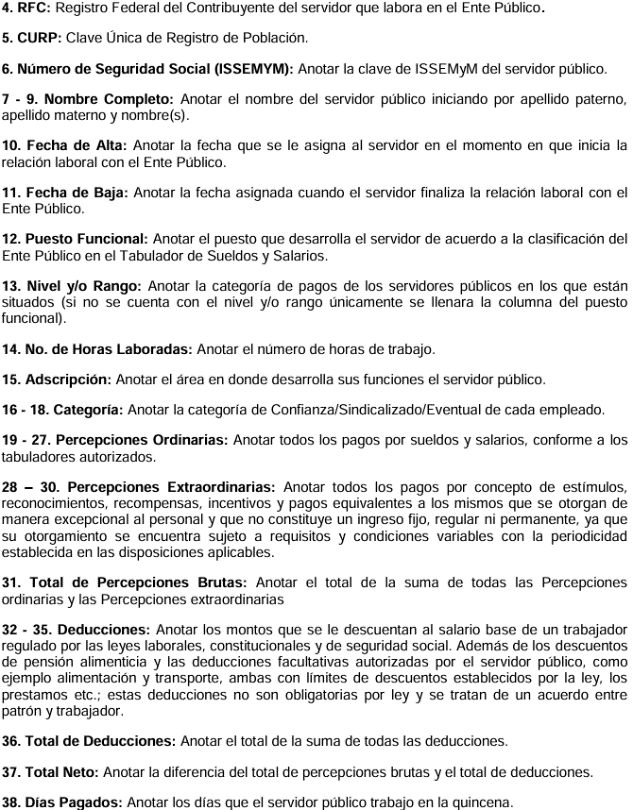 4. RFC: Registro Federal del Contribuyente del servidor que labora en el Ente Público.
5. CURP: Clave Única de Registro de Población.
6. Número de Seguridad Social (ISSEMYM): Anotar la clave de ISSEMyM del servidor público.
7 - 9. Nombre Completo: Anotar el nombre del servidor público iniciando por apellido paterno,
apellido materno y nombre(s).
10. Fecha de Alta: Anotar la fecha que se le asigna al servidor en el momento en que inicia la
relación laboral con el Ente Público.
11. Fecha de Baja: Anotar la fecha asignada cuando el servidor finaliza la relación laboral con el
Ente Público.
12. Puesto Funcional: Anotar el puesto que desarrolla el servidor de acuerdo a la clasificación del
Ente Público en el Tabulador de Sueldos y Salarios.
13. Nivel y/o Rango: Anotar la categoría de pagos de los servidores públicos en los que están
situados (si no se cuenta con el nivel y/o rango únicamente se llenara la columna del puesto
funcional).
14. No. de Horas Laboradas: Anotar el número de horas de trabajo.
15. Adscripción: Anotar el área en donde desarrolla sus funciones el servidor público.
16 - 18. Categoría: Anotar la categoría de Confianza/Sindicalizado/Eventual de cada empleado.
19 - 27. Percepciones Ordinarias: Anotar todos los pagos por sueldos y salarios, conforme a los
tabuladores autorizados.
28 – 30. Percepciones Extraordinarias: Anotar todos los pagos por concepto de estímulos,
reconocimientos, recompensas, incentivos y pagos equivalentes a los mismos que se otorgan de
manera excepcional al personal y que no constituye un ingreso fijo, regular ni permanente, ya que
su otorgamiento se encuentra sujeto a requisitos y condiciones variables con la periodicidad
establecida en las disposiciones aplicables.
31. Total de Percepciones Brutas: Anotar el total de la suma de todas las Percepciones
ordinarias y las Percepciones extraordinarias
32 - 35. Deducciones: Anotar los montos que se le descuentan al salario base de un trabajador
regulado por las leyes laborales, constitucionales y de seguridad social. Además de los descuentos
de pensión alimenticia y las deducciones facultativas autorizadas por el servidor público, como
ejemplo alimentación y transporte, ambas con límites de descuentos establecidos por la ley, los
prestamos etc.; estas deducciones no son obligatorias por ley y se tratan de un acuerdo entre
patrón y trabajador.
36. Total de Deducciones: Anotar el total de la suma de todas las deducciones.
37. Total Neto: Anotar la diferencia del total de percepciones brutas y el total de deducciones.
38. Días Pagados: Anotar los días que el servidor público trabajo en la quincena.